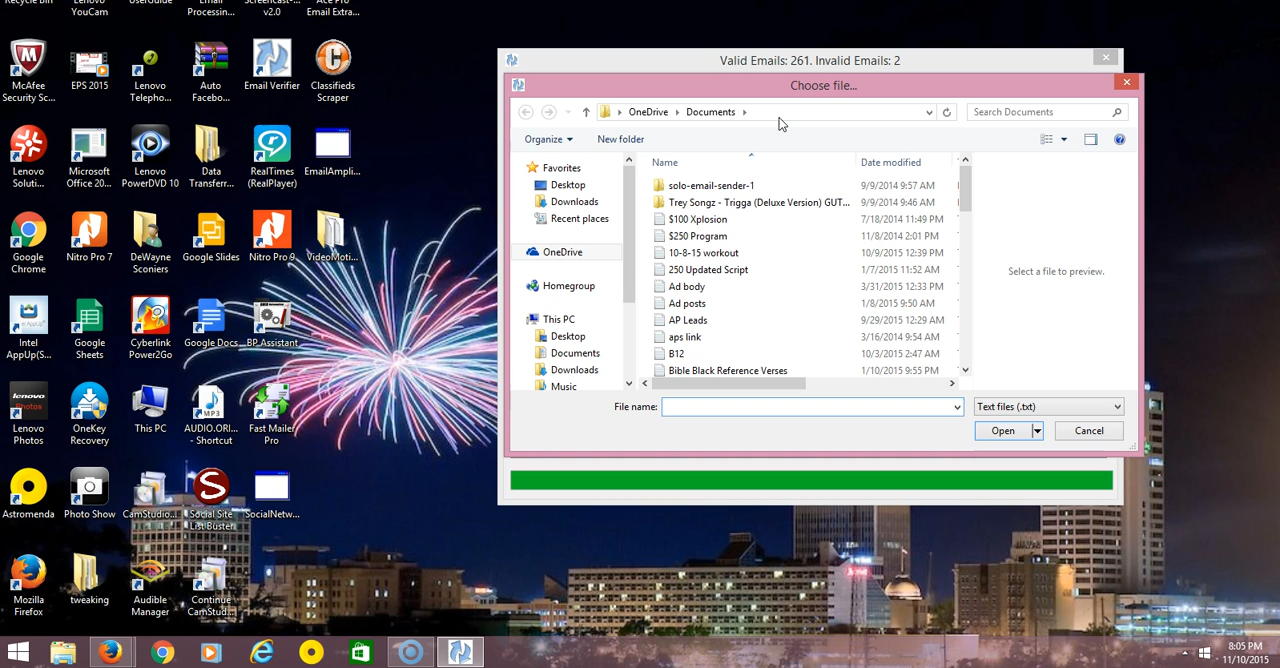 Recycle Bin
Lenovo
YouCam
UserGuide
Email
Processin...
Screencast-...
v2.0
Ace Pro
Email Extra...
McAfee
Security Sc...
EPS 2015
Lenovo
Telepho...
Auto
Facebo...
Email Verifier
Classifieds
Scraper
Lenovo
Soluti...
Microsoft
Office 20...
Lenovo
PowerDVD 10
Data
Transferr...
RealTimes
(RealPlayer)
EmailAmpli...
Google
Chrome
Nitro Pro 7
DeWayne
Sconiers
Google Slides
Nitro Pro 9
VideoMoti...
Intel
AppUp(S...
Google
Sheets
Cyberlink
Power2Go
Google Docs
BP Assistant
lenovo
Photos
Lenovo
Photos
OneKey
Recovery
This PC
MP3
AUDIO.ORI...
- Shortcut
Fast Mailer
Pro
Astromenda
Photo Show
CamStudio...
Social Site
List Buster
SocialNetw...
Mozilla
Firefox
tweaking
Audible
Manager
Continue
CamStud...
Valid Emails: 261. Invalid Emails: 2
Choose file...
OneDrive
Documents
Search Documents
Organize
New folder
Favorites
Desktop
Downloads
Recent places
OneDrive
Homegroup
This PC
Desktop
Documents
Downloads
Music
Name
Date modified
solo-email-sender-1 9/9/2014 9:57 AM
Trey Songz - Trigga (Deluxe Version) GUT... 9/9/2014 9:46 AM
$100 Xplosion 7/18/2014 11:49 PM
$250 Program 11/8/2014 2:01 PM
10-8-15 workout 10/9/2015 12:39 PM
250 Updated Script 1/7/2015 11:52 AM
Ad body 3/31/2015 12:33 PM
Ad posts 1/8/2015 9:50 AM
AP Leads 9/29/2015 12:29 AM
aps link 3/16/2014 9:54 AM
B12 10/3/2015 2:47 AM
Bible Black Reference Verses 1/10/2015 9:55 PM
Select a file to preview.
File name:
Text files (.txt)
Open
Cancel
8:05 PM
11/10/2015